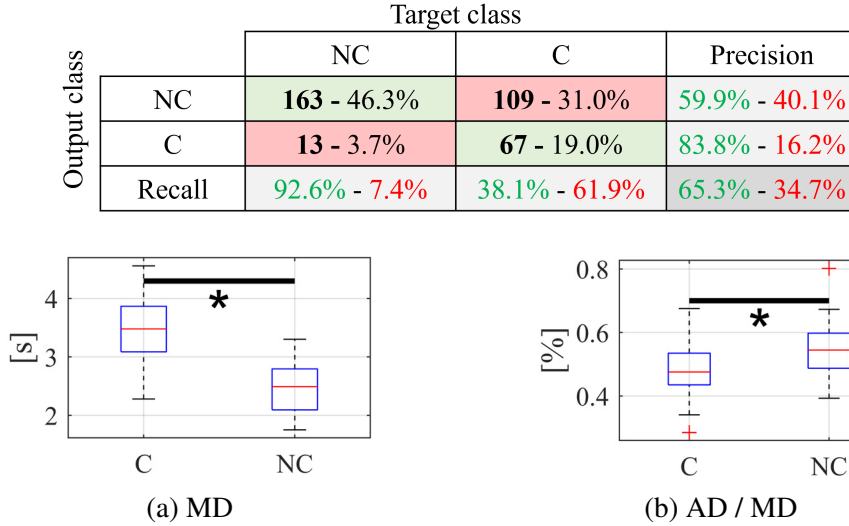 Target class
Output class
NC C Precision
NC 163 - 46.3% 109 - 31.0% 59.9% - 40.1%
C 13 - 3.7% 67 - 19.0% 83.8% - 16.2%
Recall 92.6% - 7.4% 38.1% - 61.9% 65.3% - 34.7%
[s]
4
3
2
*
C NC
(a) MD
[%]
0.8
0.6
0.4
*
C NC
(b) AD / MD